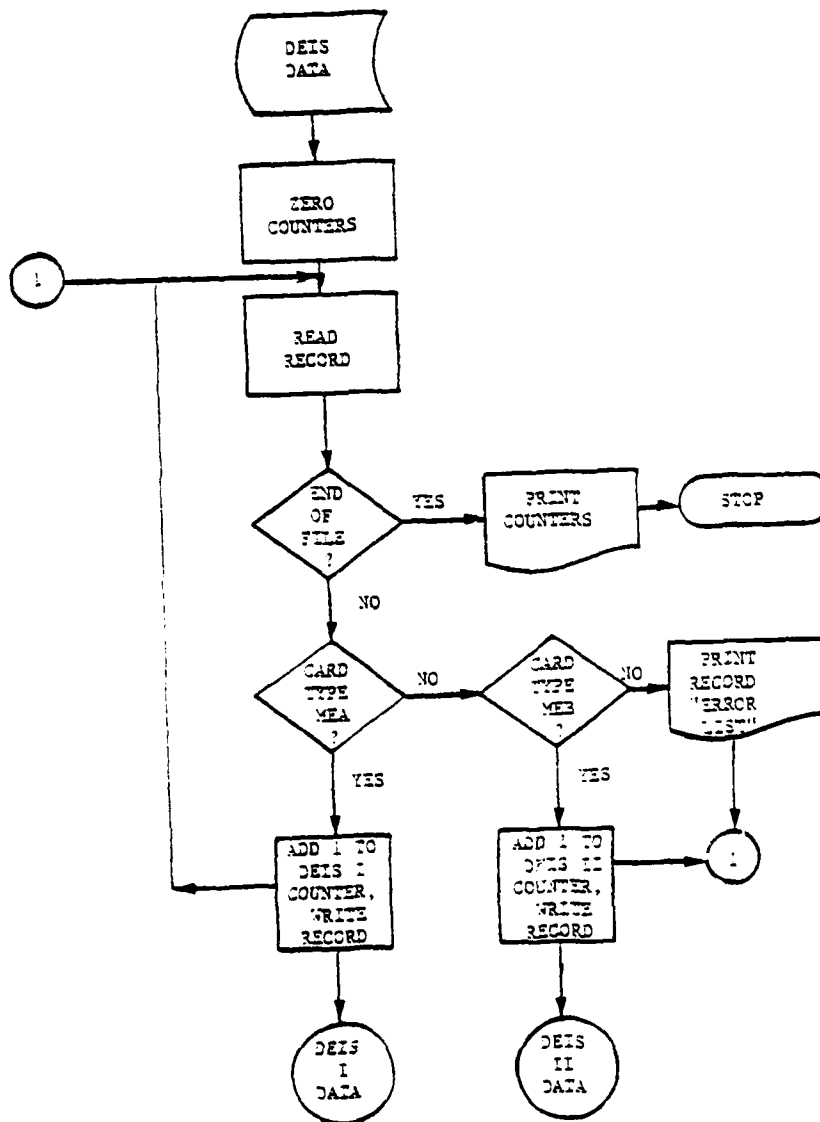 DEIS
DATA
ZERO
COUNTERS
1
READ
RECORD
END
OF
FILE
?
YES
PRINT
COUNTERS
STOP
NO
CARD
TYPE
MEA
?
NO
CARD
TYPE
MEB
?
NO
PRINT
RECORD
"ERROR
LIST"
YES
YES
ADD 1 TO
DEIS I
COUNTER,
WRITE
RECORD
ADD 1 TO
DEIS II
COUNTER,
WRITE
RECORD
1
DEIS
I
DATA
DEIS
II
DATA